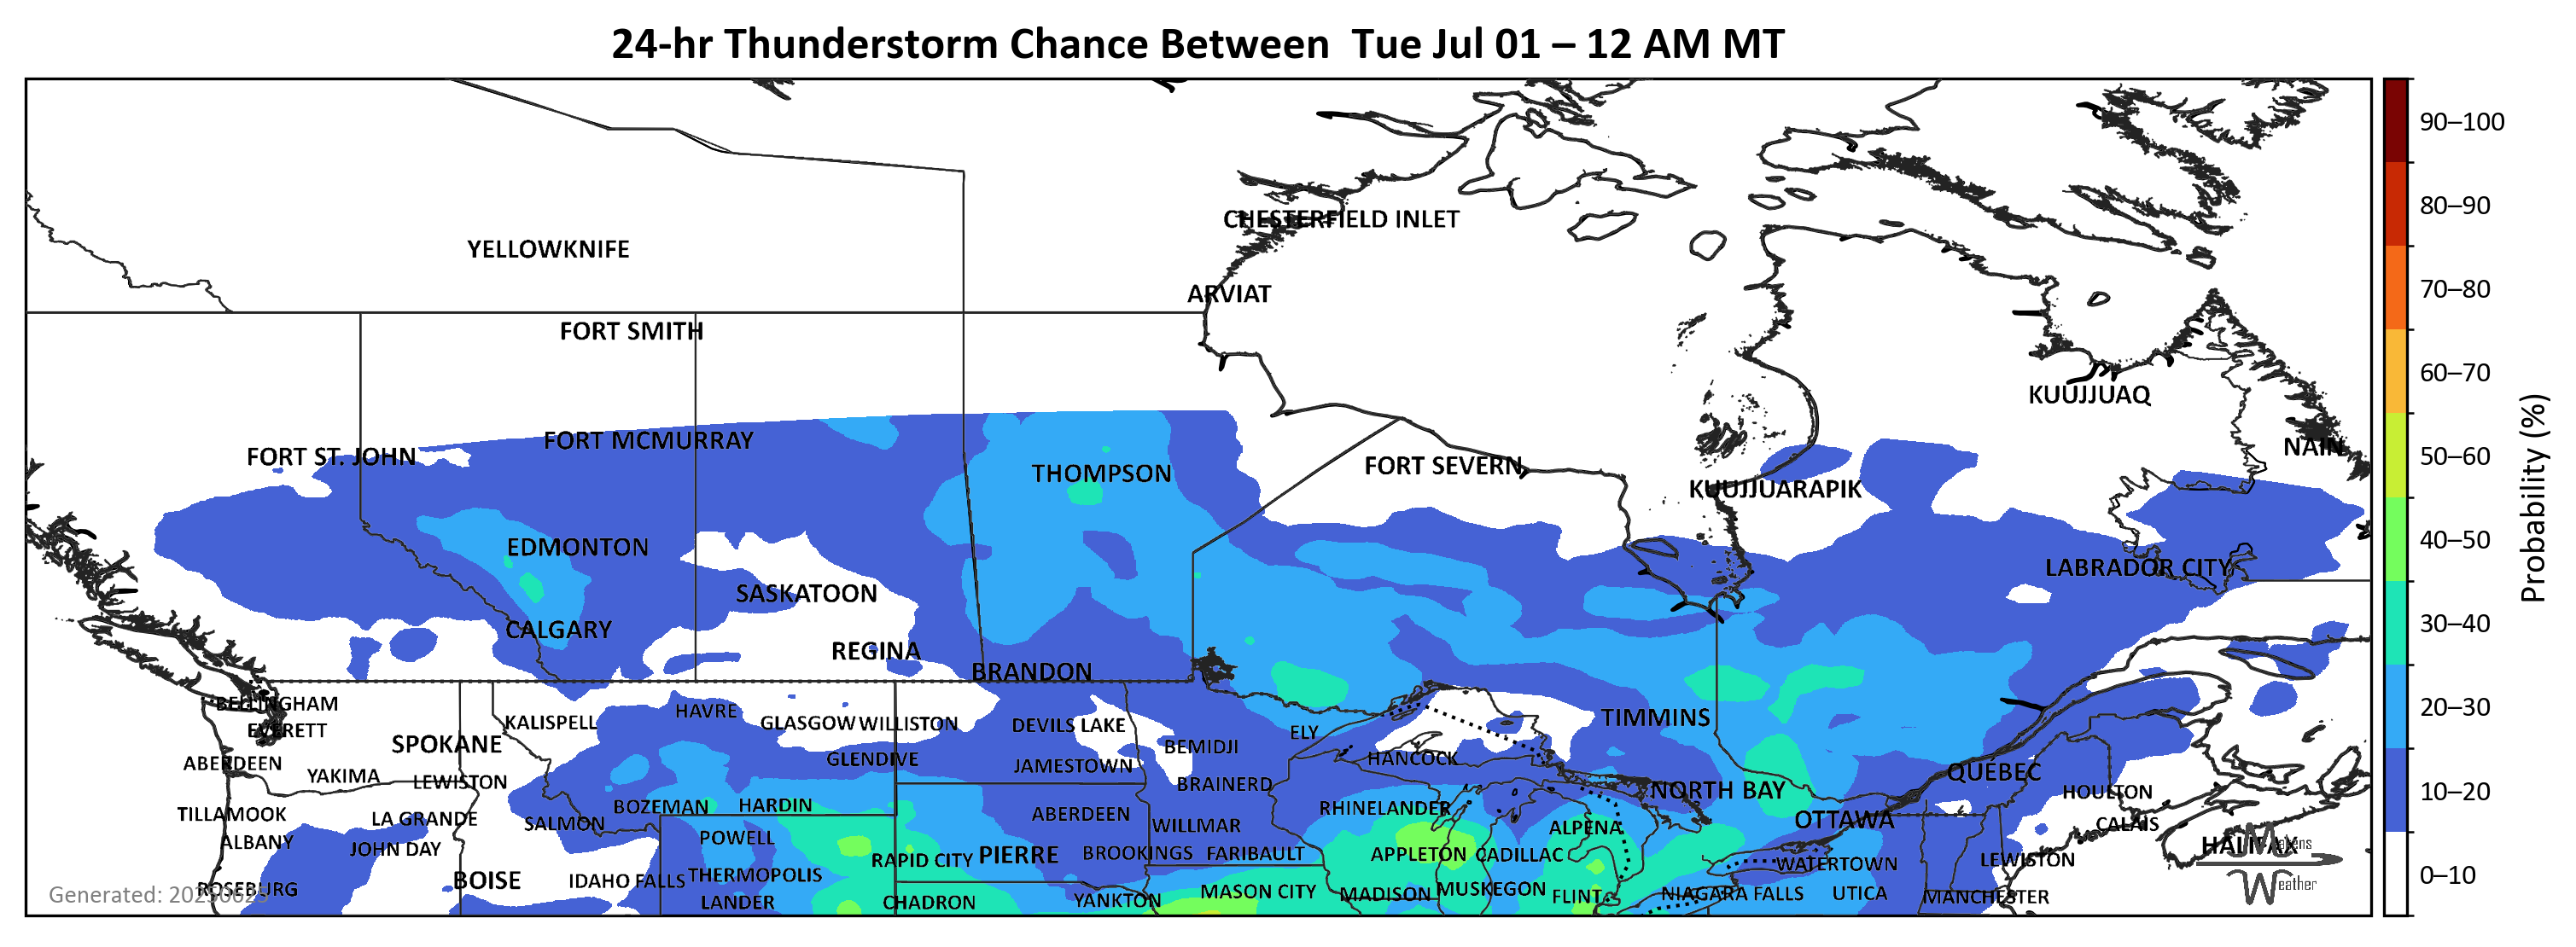 24-hr Thunderstorm Chance Between  Tue Jul 01 – 12 AM MT
90–100
80–90
70–80
60–70
50–60
40–50
30–40
20–30
10–20
0–10
Probability (%)
CHESTERFIELD INLET
YELLOWKNIFE
ARVIAT
FORT SMITH
KUUJJUAQ
FORT MCMURRAY
NAIN
FORT ST. JOHN
FORT SEVERN
THOMPSON
KUUJJUARAPIK
EDMONTON
LABRADOR CITY
SASKATOON
CALGARY
REGINA
BRANDON
BELLINGHAM
HAVRE
TIMMINS
KALISPELL
GLASGOW
WILLISTON
DEVILS LAKE
EVERETT
ELY
SPOKANE
BEMIDJI
GLENDIVE
HANCOCK
ABERDEEN
JAMESTOWN
QUÉBEC
YAKIMA
LEWISTON
BRAINERD
NORTH BAY
HOULTON
BOZEMAN
HARDIN
RHINELANDER
TILLAMOOK
LA GRANDE
SALMON
ABERDEEN
WILLMAR
ALPENA
OTTAWA
CALAIS
ALBANY
JOHN DAY
POWELL
BROOKINGS
FARIBAULT
APPLETON
CADILLAC
HALIFAX
RAPID CITY
PIERRE
WATERTOWN
LEWISTON
BOISE
IDAHO FALLS
THERMOPOLIS
ROSEBURG
MASON CITY
MADISON
MUSKEGON
FLINT
NIAGARA FALLS
UTICA
MANCHESTER
LANDER
CHADRON
YANKTON
Weather